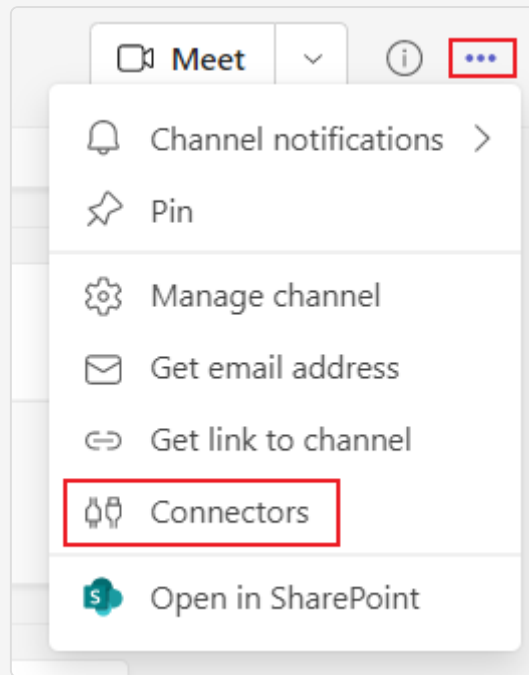 Meet
Channel notifications
Pin
Manage channel
Get email address
Get link to channel
Connectors
Open in SharePoint